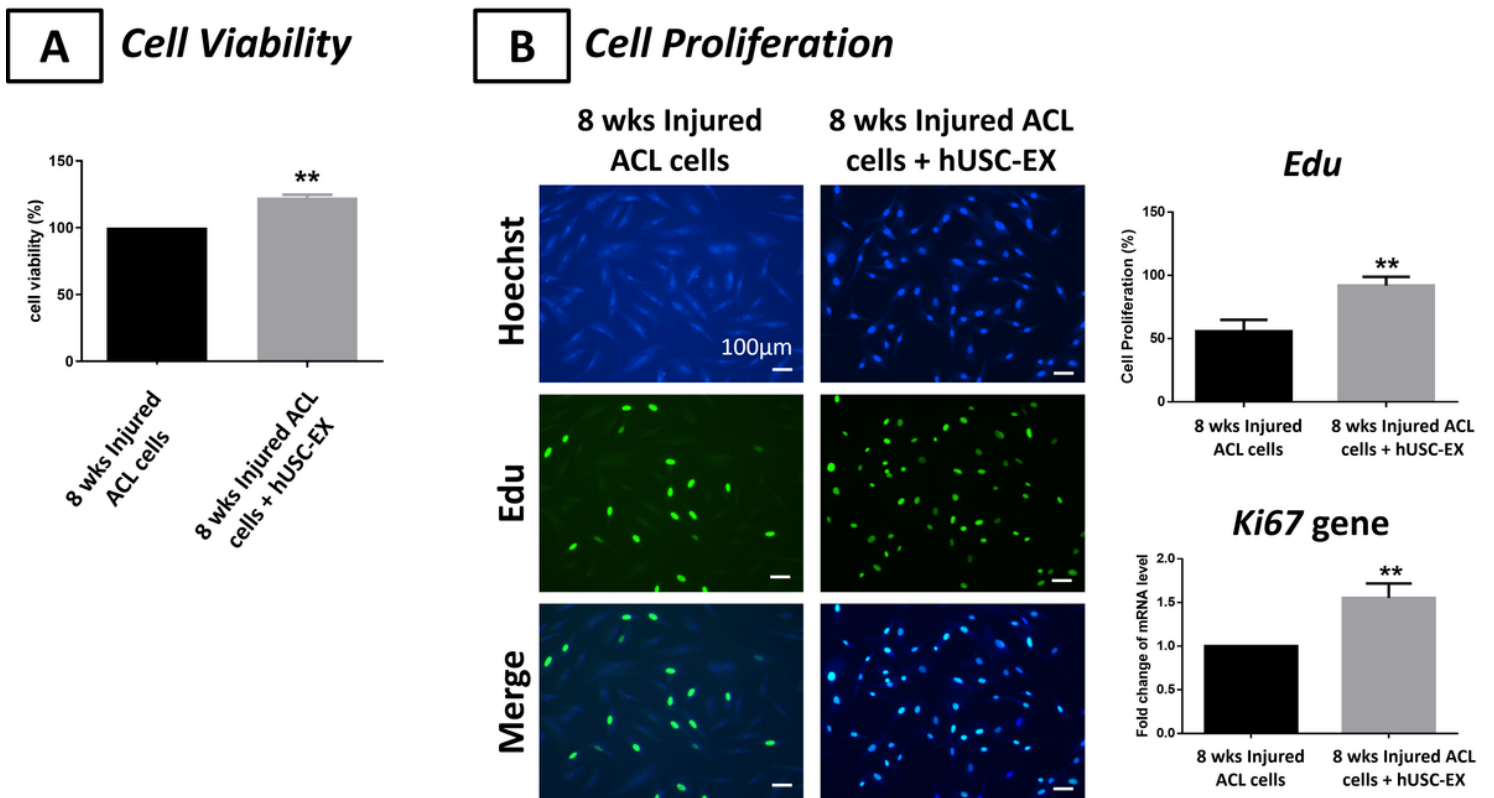 A
Cell Viability
150
100
50
0
cell viability (%)
**
8 wks Injured
ACL cells
8 wks Injured ACL
cells + hUSC-EX
B
Cell Proliferation
8 wks Injured
ACL cells
8 wks Injured ACL
cells + hUSC-EX
Hoechst
100µm
Edu
Merge
Edu
150
100
50
0
Cell Proliferation (%)
**
8 wks Injured
ACL cells
8 wks Injured ACL
cells + hUSC-EX
Ki67 gene
2.0
1.5
1.0
0.5
0.0
Fold change of mRNA level
**
8 wks Injured
ACL cells
8 wks Injured ACL
cells + hUSC-EX